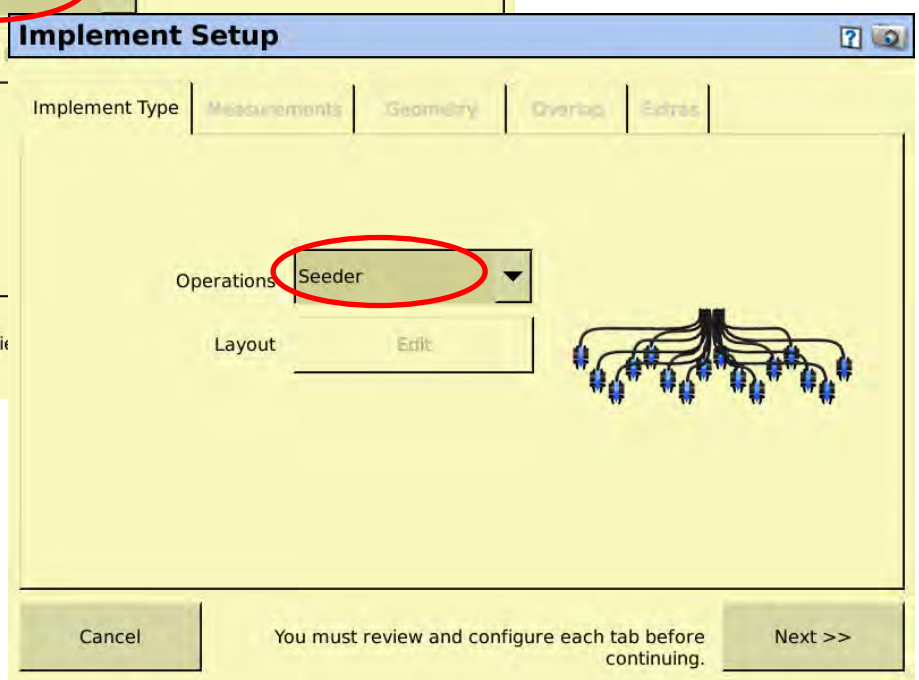 Implement Setup
?
Implement Type Measurements Geometry Overlap Extras
Operations Seeder
Layout Edit
Cancel You must review and configure each tab before continuing. Next >>